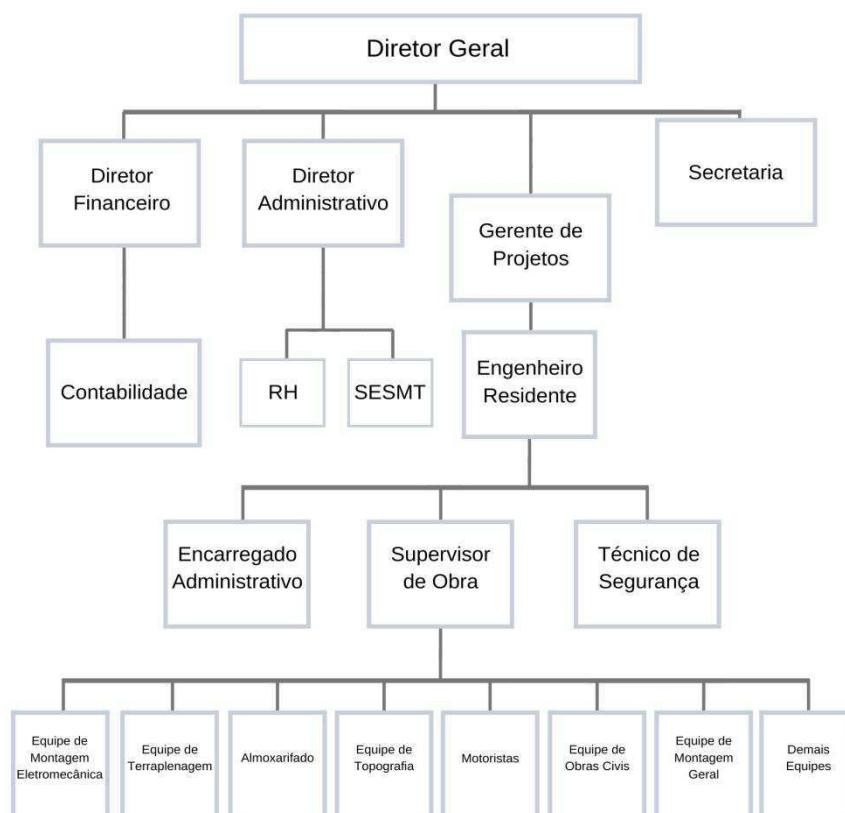 Diretor Geral
Diretor
Financeiro
Diretor
Administrativo
Gerente de
Projetos
Secretaria
Contabilidade
RH
SESMT
Engenheiro
Residente
Encarregado
Administrativo
Supervisor
de Obra
Técnico de
Segurança
Equipe de
Montagem
Eletromecânica
Equipe de
Terraplenagem
Almoxarifado
Equipe de
Topografia
Motoristas
Equipe de
Obras Civis
Equipe de
Montagem
Geral
Demais
Equipes